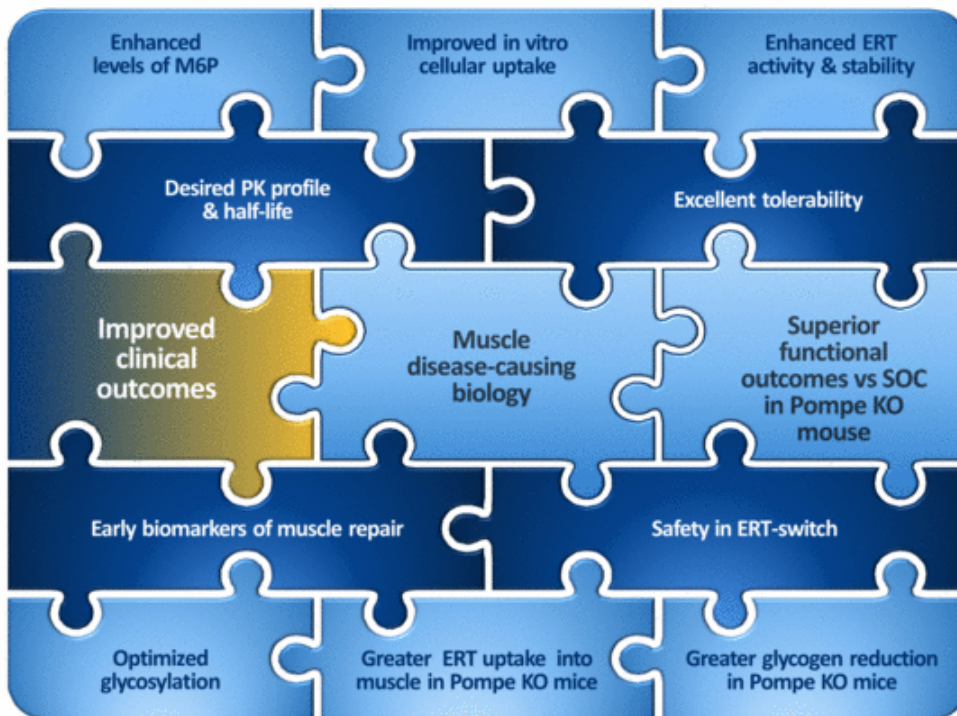 Enhanced
levels of M6P
Improved in vitro
cellular uptake
Enhanced ERT
activity & stability
Desired PK profile
& half-life
Excellent tolerability
Improved
clinical
outcomes
Muscle
disease-causing
biology
Superior
functional
outcomes vs SOC
in Pompe KO
mouse
Early biomarkers of muscle repair
Safety in ERT-switch
Optimized
glycosylation
Greater ERT uptake into
muscle in Pompe KO mice
Greater glycogen reduction
in Pompe KO mice